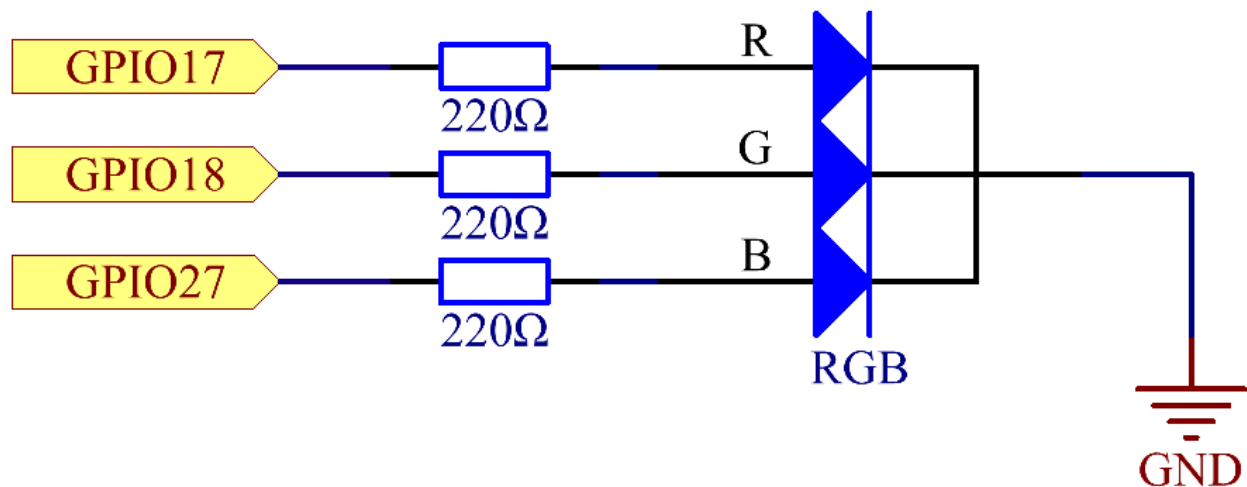 GPIO17
R
220Ω
GPIO18
G
220Ω
GPIO27
B
220Ω
RGB
GND